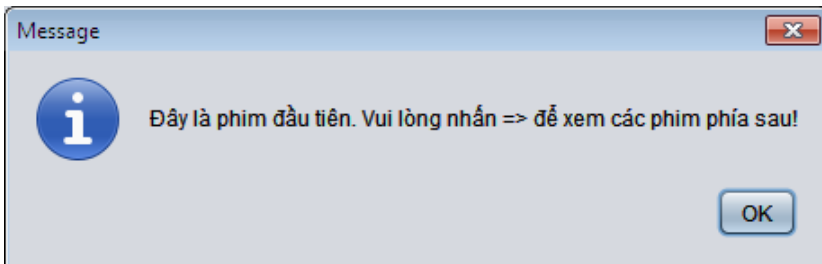 Message
Đây là phim đầu tiên. Vui lòng nhấn => để xem các phim phía sau!
OK